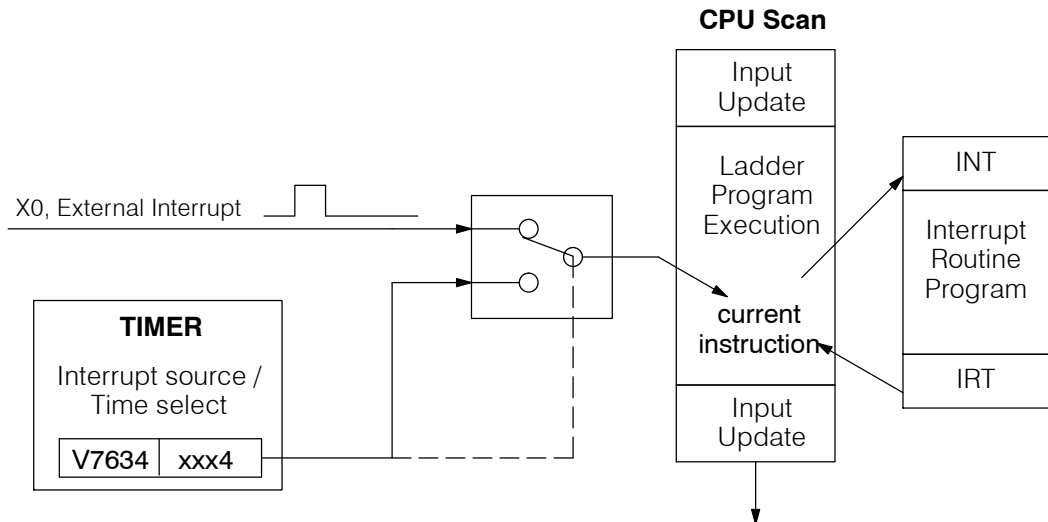 CPU Scan
Input
Update
Ladder
Program
Execution
current
instruction
Input
Update
INT
Interrupt
Routine
Program
IRT
X0, External Interrupt
TIMER
Interrupt source /
Time select
V7634 xxx4